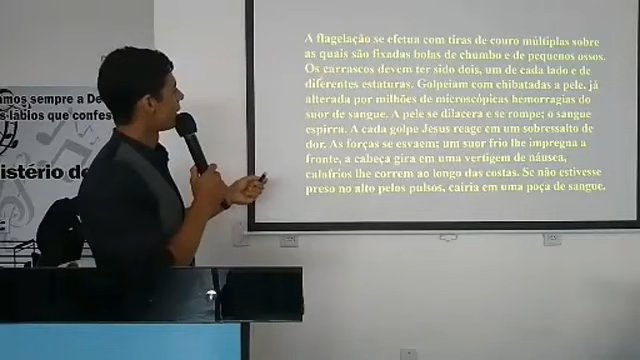 A flagelação se efetua com tiras de couro múltiplas sobre
as quais são fixadas bolas de chumbo e de pequenos ossos.
Os carrascos devem ter sido dois, um de cada lado e de
diferentes estaturas. Golpeiam com chibatadas a pele, já
alterada por milhões de microscópicas hemorragias do
suor de sangue. A pele se dilacera e se rompe; o sangue
espirra. A cada golpe Jesus reage em um sobressalto de
dor. As forças se esvaem; um suor frio lhe impregna a
fronte, a cabeça gira em uma vertigem de náusea,
calafrios lhe correm ao longo das costas. Se não estivesse
preso no alto pelos pulsos, cairia em uma poça de sangue.
amos sempre a De
s lábios que confes
istério de